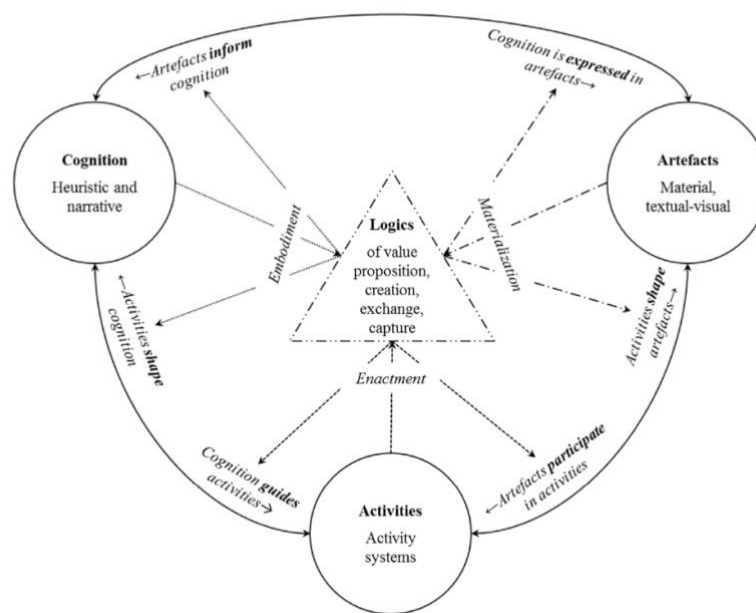 ←Artefacts inform
cognition
Cognition is expressed in
artefacts→
Cognition
Heuristic and
narrative
Artefacts
Material,
textual-visual
Embodiment
Materialization
Logics
of value
proposition,
creation,
exchange,
capture
←Activities shape
cognition
Activities shape
artefacts→
Enactment
Cognition guides
activities→
←Artefacts participate
in activities
Activities
Activity
systems